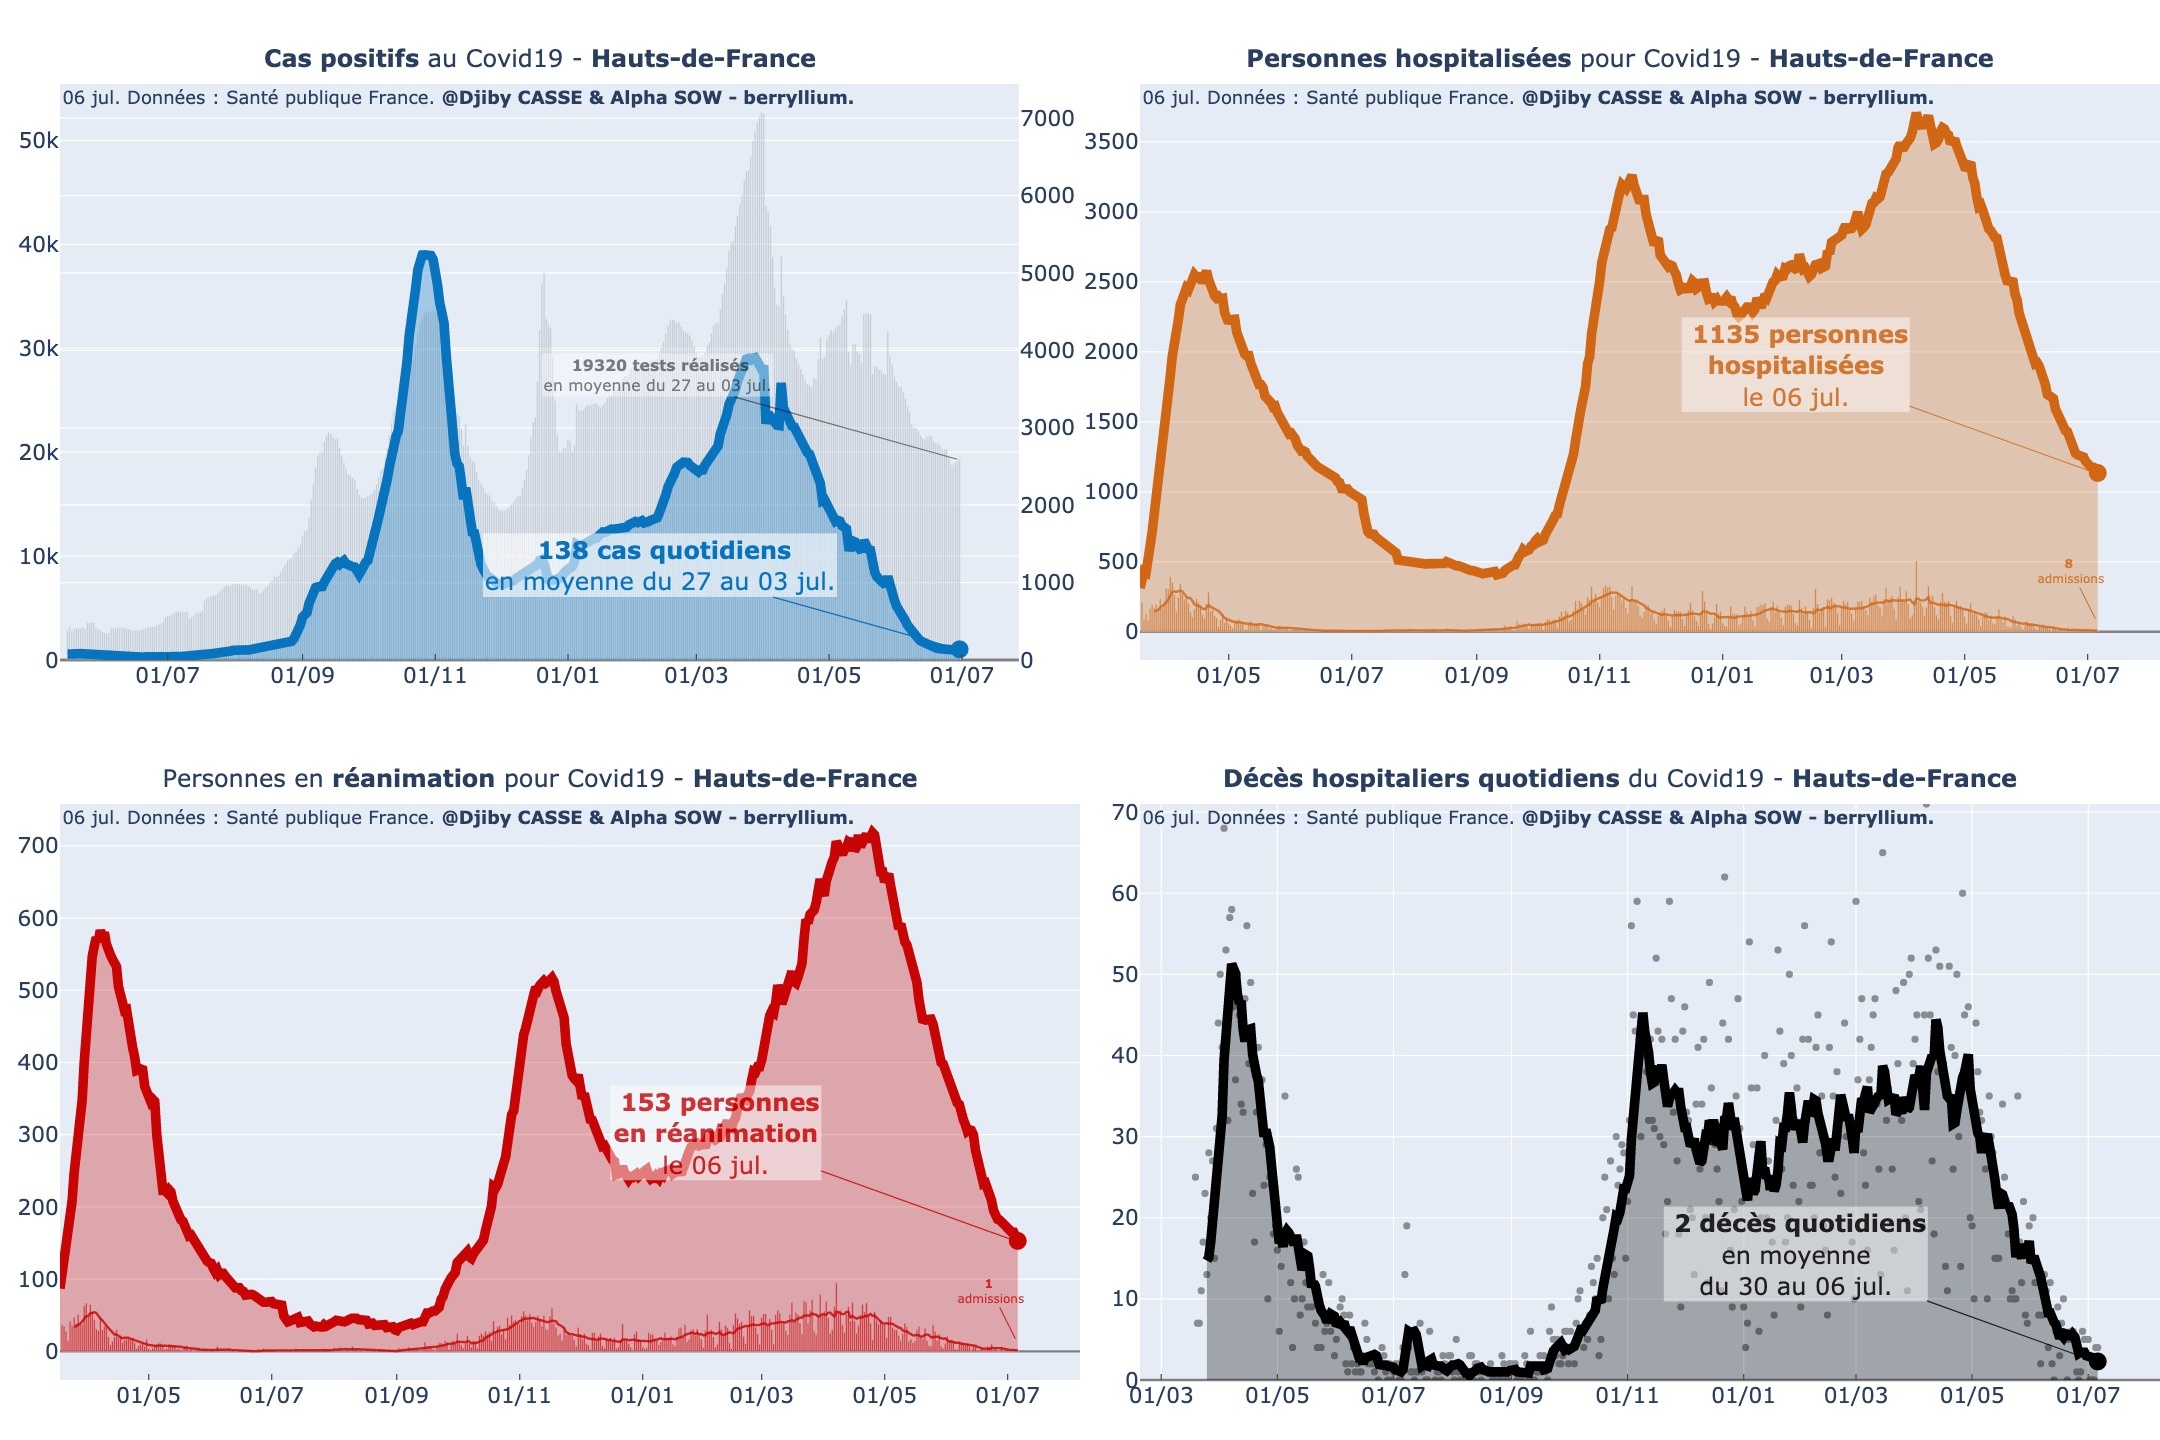 Cas positifs au Covid19 - Hauts-de-France
06 jul. Données : Santé publique France. @Djiby CASSE & Alpha SOW - berryllium.
50k
40k
30k
20k
10k
0
7000
6000
5000
4000
3000
2000
1000
0
19320 tests réalisés
en moyenne du 27 au 03 jul.
138 cas quotidiens
en moyenne du 27 au 03 jul.
01/07 01/09 01/11 01/01 01/03 01/05 01/07
Personnes hospitalisées pour Covid19 - Hauts-de-France
06 jul. Données : Santé publique France. @Djiby CASSE & Alpha SOW - berryllium.
3500
3000
2500
2000
1500
1000
500
0
1135 personnes
hospitalisées
le 06 jul.
8
admissions
01/05 01/07 01/09 01/11 01/01 01/03 01/05 01/07
Personnes en réanimation pour Covid19 - Hauts-de-France
06 jul. Données : Santé publique France. @Djiby CASSE & Alpha SOW - berryllium.
700
600
500
400
300
200
100
0
153 personnes
en réanimation
le 06 jul.
1
admissions
01/05 01/07 01/09 01/11 01/01 01/03 01/05 01/07
Décès hospitaliers quotidiens du Covid19 - Hauts-de-France
06 jul. Données : Santé publique France. @Djiby CASSE & Alpha SOW - berryllium.
70
60
50
40
30
20
10
0
2 décès quotidiens
en moyenne
du 30 au 06 jul.
01/03 01/05 01/07 01/09 01/11 01/01 01/03 01/05 01/07